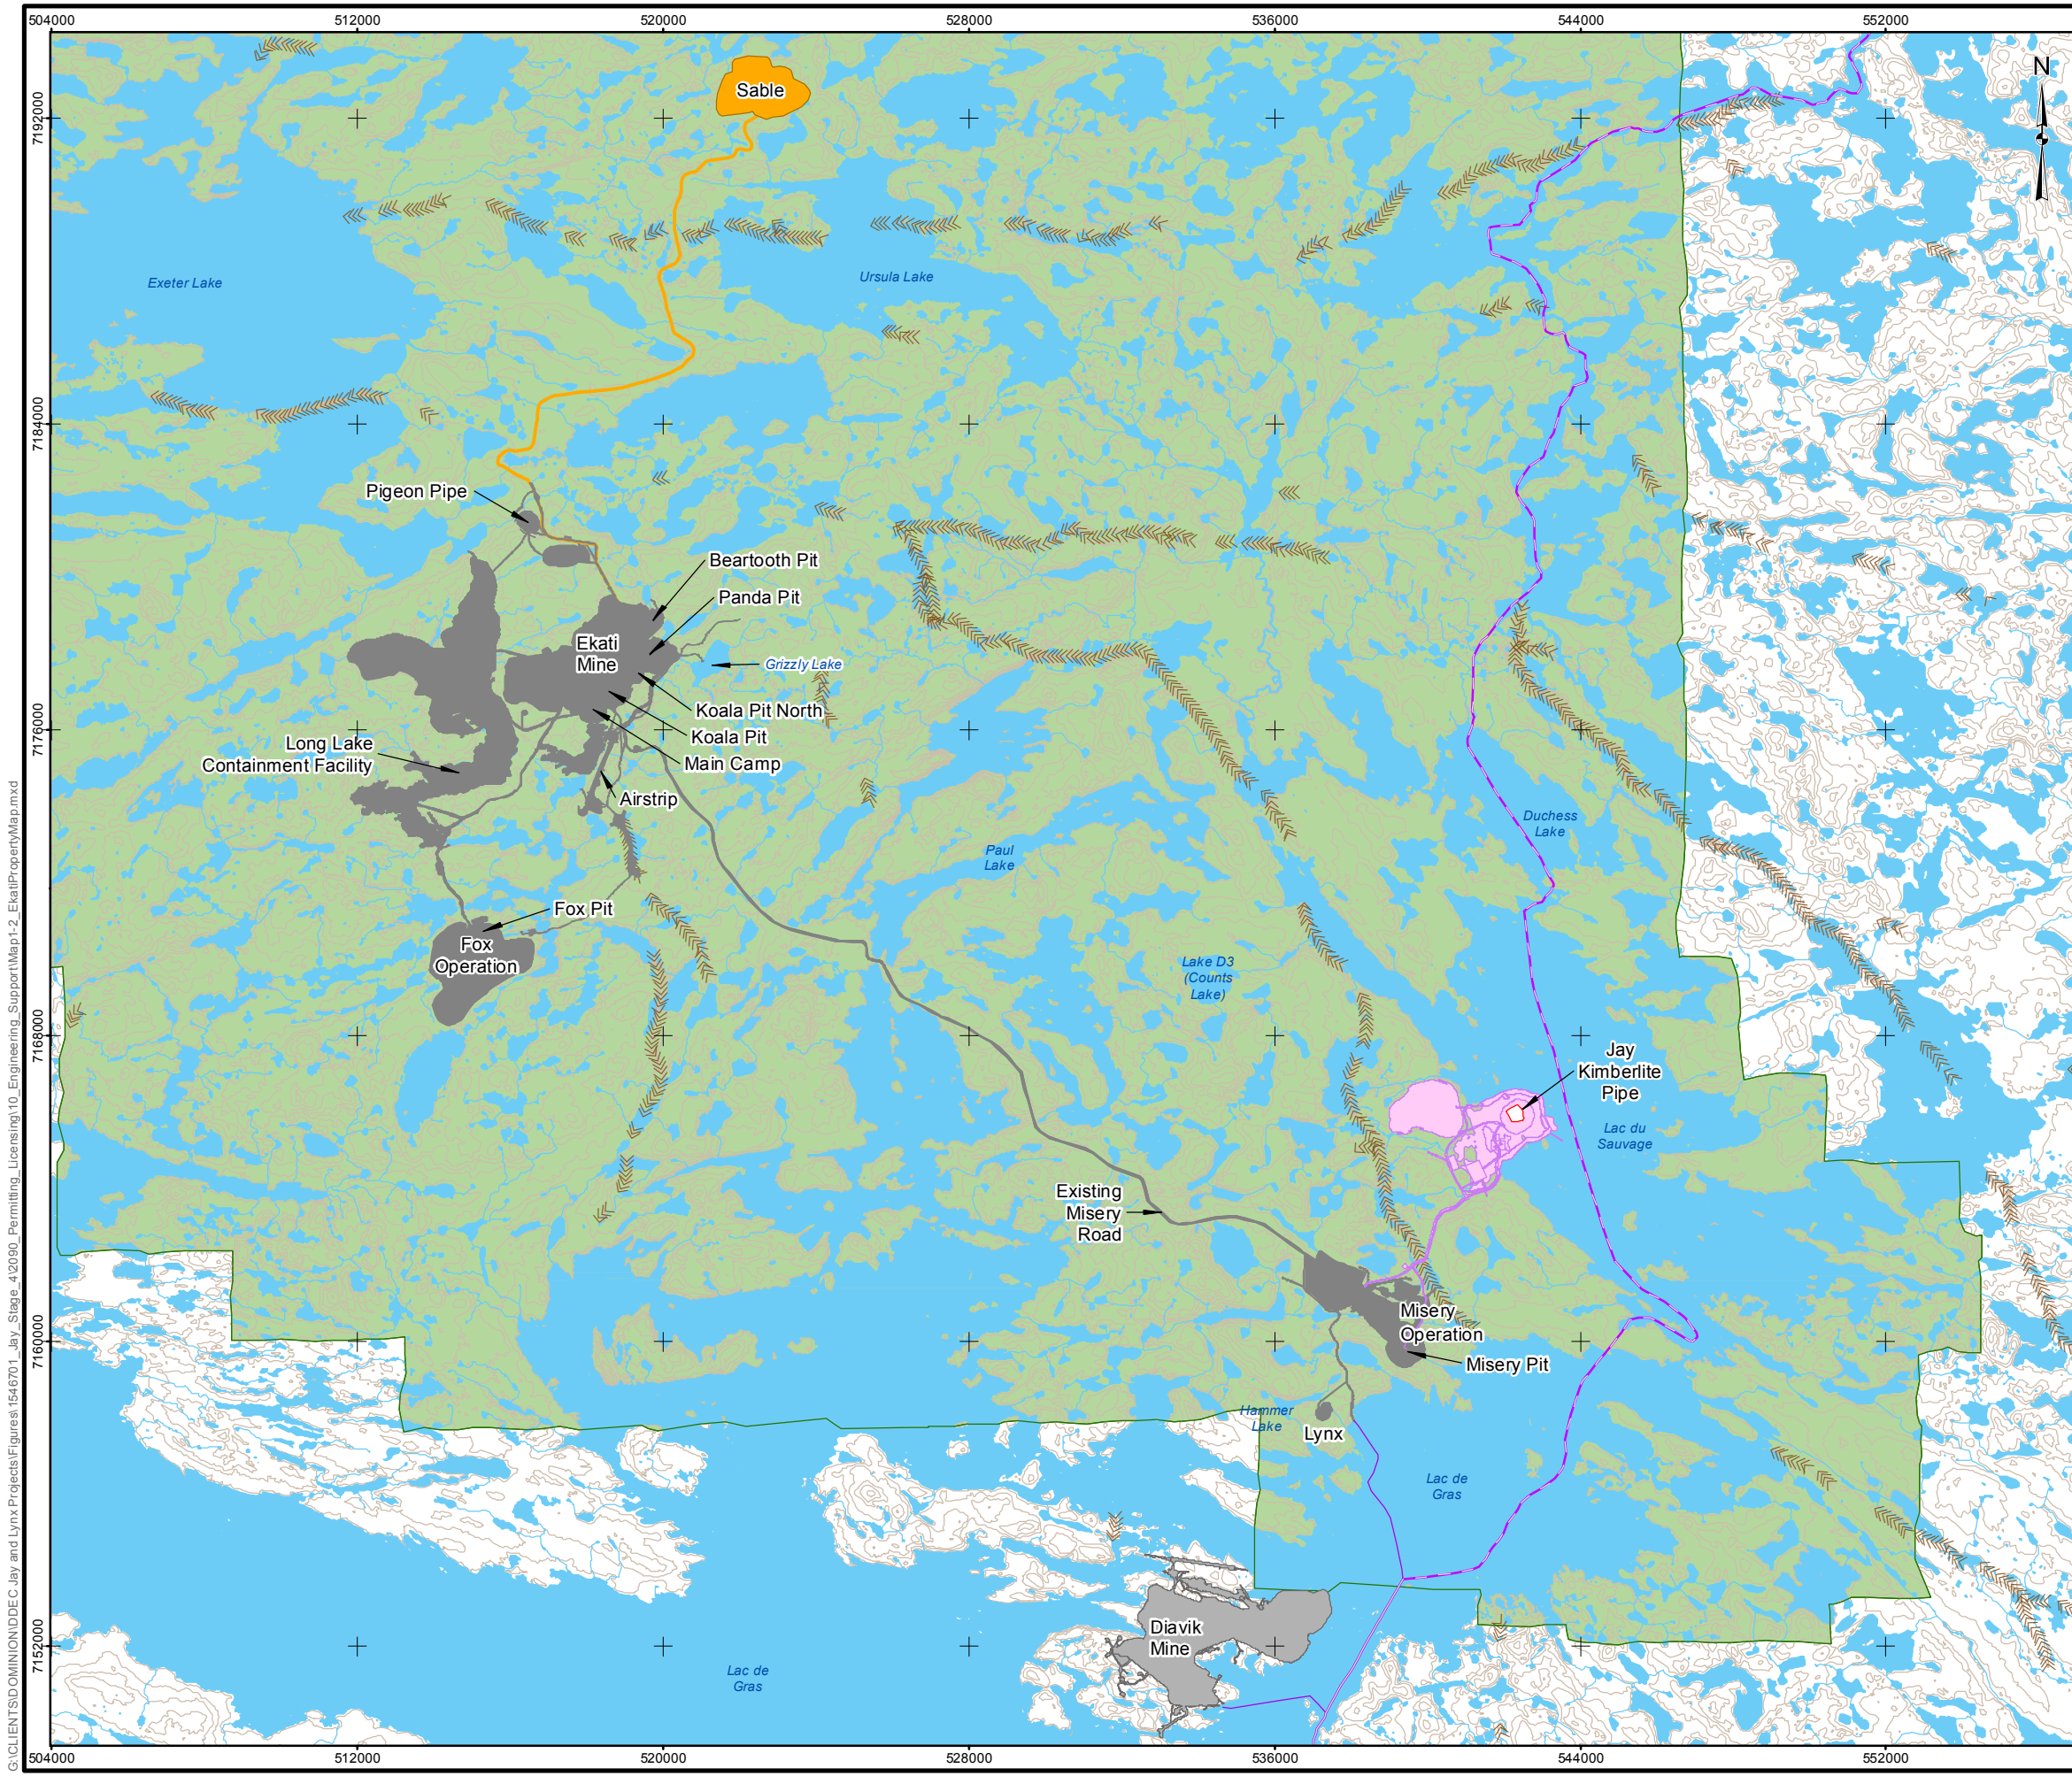 504000
512000
520000
528000
536000
544000
552000
N
Sable
7192000
Exeter Lake
Ursula Lake
7184000
Pigeon Pipe
Beartooth Pit
Panda Pit
Ekati
Mine
Grizzly Lake
Koala Pit North
Koala Pit
Main Camp
7176000
Long Lake
Containment Facility
Airstrip
Duchess
Lake
Paul
Lake
Fox Pit
Fox
Operation
Lake D3
(Counts
Lake)
7168000
Jay
Kimberlite
Pipe
Lac du
Sauvage
Existing
Misery
Road
Misery
Operation
Misery Pit
7160000
Hammer
Lake
Lynx
Lac de
Gras
Diavik
Mine
7152000
Lac de
Gras
504000
512000
520000
528000
536000
544000
552000
G:\CLIENTS\DOMINION\DDEC Jay and Lynx Projects\Figures\1546701_Jay_Stage_4\2090_Permitting_Licensing\10_Engineering_Support\Map1-2_EkatiPropertyMap.mxd